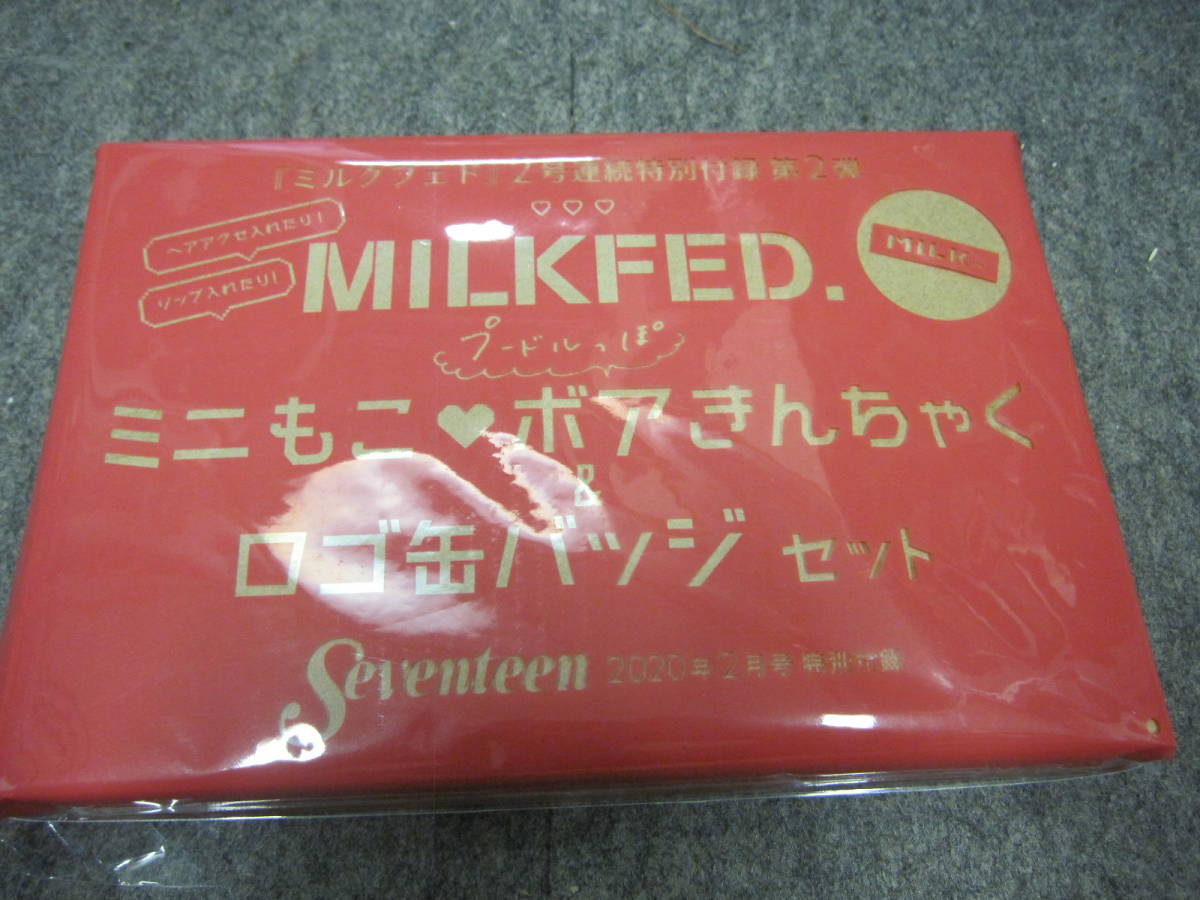 『ミルクフェド』2号連続特別付録 第2弾
ヘアアクセ入れたり!
リップ入れたり!
MILKFED.
MILK
プードルっぽ
ミニもこ♥ボアきんちゃく
&
ロゴ缶バッジ セット
Seventeen 2020年2月号 特別付録